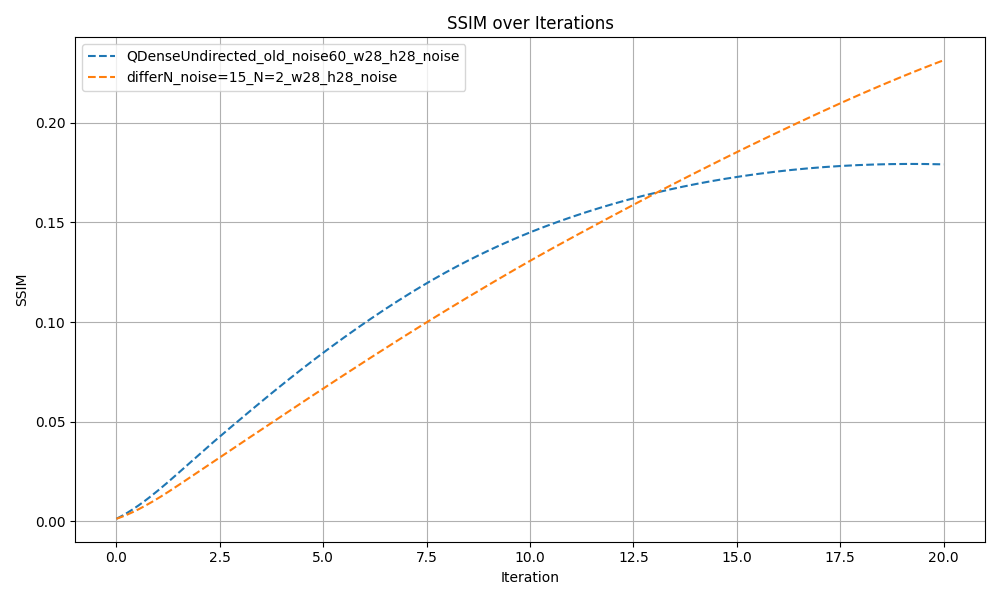 SSIM over Iterations
QDenseUndirected_old_noise60_w28_h28_noise
differN_noise=15_N=2_w28_h28_noise
SSIM
0.20
0.15
0.10
0.05
0.00
0.0 2.5 5.0 7.5 10.0 12.5 15.0 17.5 20.0
Iteration